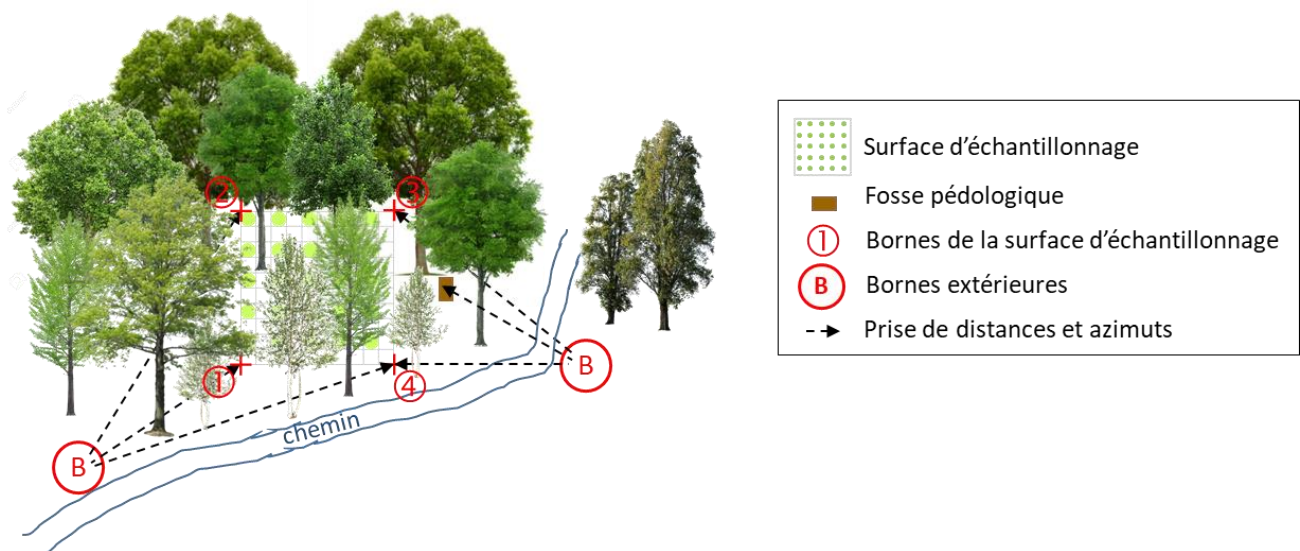 ②
③
①
④
B
B
chemin
Surface d'échantillonnage
Fosse pédologique
① Bornes de la surface d'échantillonnage
B Bornes extérieures
Prise de distances et azimuts